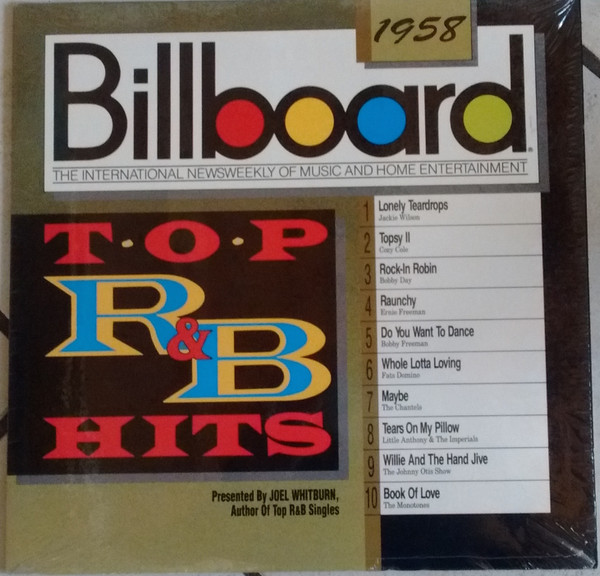 1958
Billboard®
THE INTERNATIONAL NEWSWEEKLY OF MUSIC AND HOME ENTERTAINMENT
T·O·P
R&B
HITS
Presented By JOEL WHITBURN,
Author Of Top R&B Singles
1 Lonely Teardrops
Jackie Wilson
2 Topsy II
Cozy Cole
3 Rock-In Robin
Bobby Day
4 Raunchy
Ernie Freeman
5 Do You Want To Dance
Bobby Freeman
6 Whole Lotta Loving
Fats Domino
7 Maybe
The Chantels
8 Tears On My Pillow
Little Anthony & The Imperials
9 Willie And The Hand Jive
The Johnny Otis Show
10 Book Of Love
The Monotones